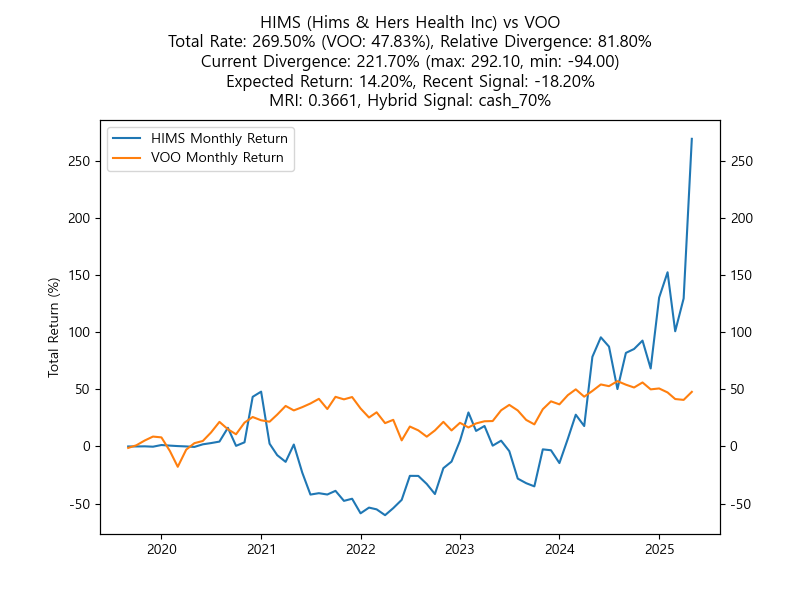 HIMS (Hims & Hers Health Inc) vs VOO
Total Rate: 269.50% (VOO: 47.83%), Relative Divergence: 81.80%
Current Divergence: 221.70% (max: 292.10, min: -94.00)
Expected Return: 14.20%, Recent Signal: -18.20%
MRI: 0.3661, Hybrid Signal: cash_70%
HIMS Monthly Return
VOO Monthly Return
Total Return (%)
250
200
150
100
50
0
-50
250
200
150
100
50
0
-50
2020
2021
2022
2023
2024
2025